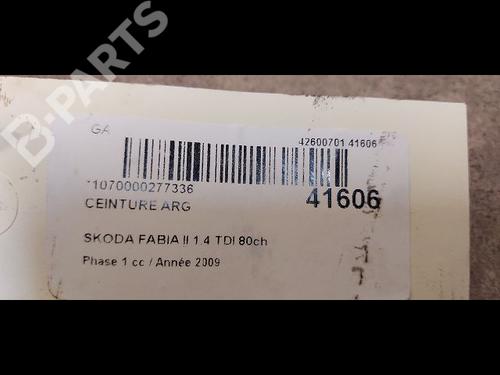 B-PARTS
GA
42600701 41606
*1070000277336
41606
CEINTURE ARG
SKODA FABIA II 1.4 TDI 80ch
Phase 1 cc / Année 2009